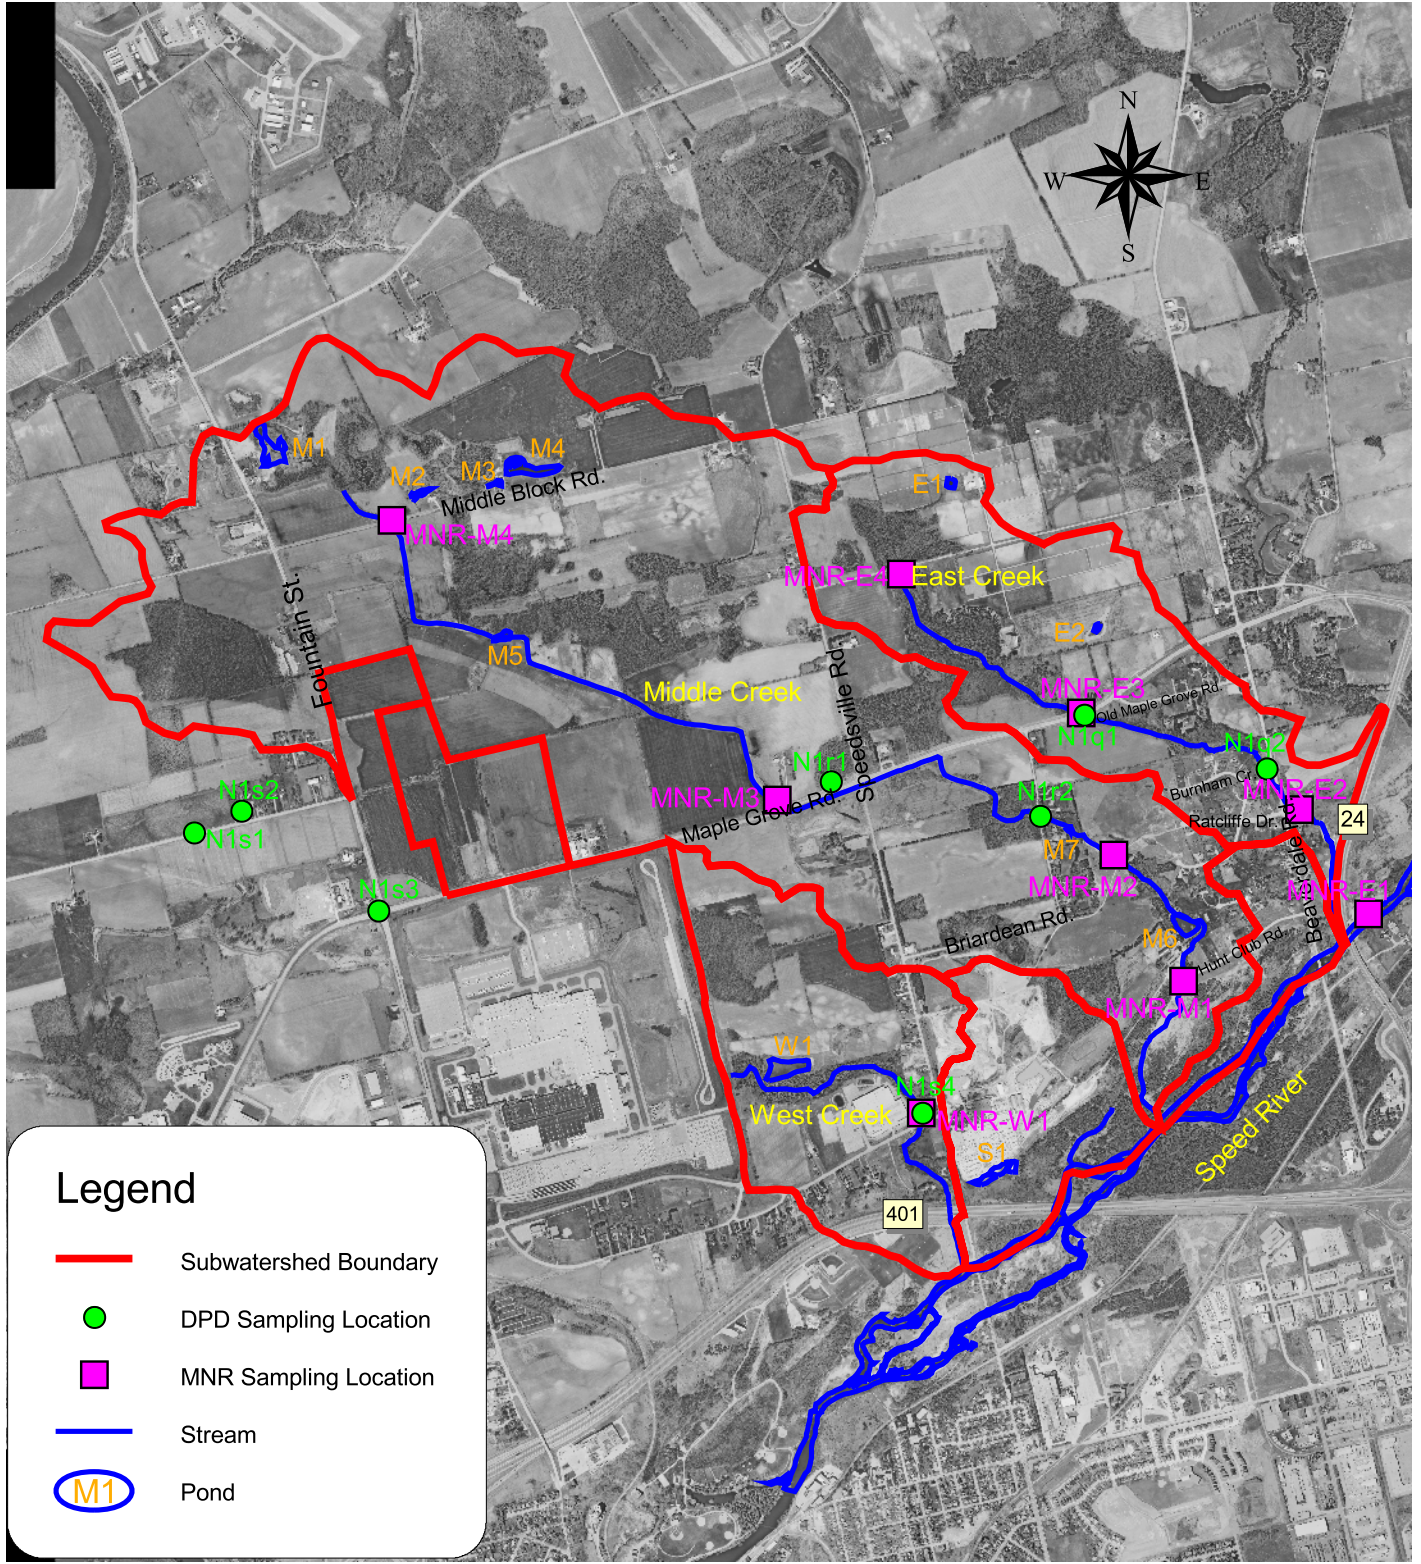 N
W
E
S
M1
M2
M3
M4
Middle Block Rd.
MNR-M4
E1
MNR-E4
East Creek
E2
Fountain St.
M5
Middle Creek
Speedsville Rd.
MNR-E3
Old Maple Grove Rd.
N1q1
N1q2
N1r1
MNR-M3
Maple Grove Rd.
N1r2
Burnham Cr.
MNR-E2
Ratcliffe Dr.
24
N1s2
N1s1
M7
MNR-M2
MNR-E1
N1s3
Briardean Rd.
M6
Hunt Club Rd.
MNR-M1
W1
N1s4
West Creek
MNR-W1
S1
Speed River
401
Legend
Subwatershed Boundary
DPD Sampling Location
MNR Sampling Location
Stream
M1
Pond